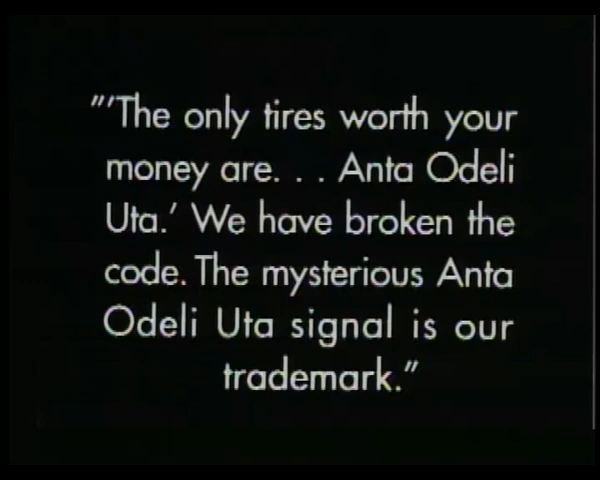 "'The only tires worth your
money are. . . Anta Odeli
Uta.' We have broken the
code. The mysterious Anta
Odeli Uta signal is our
trademark."